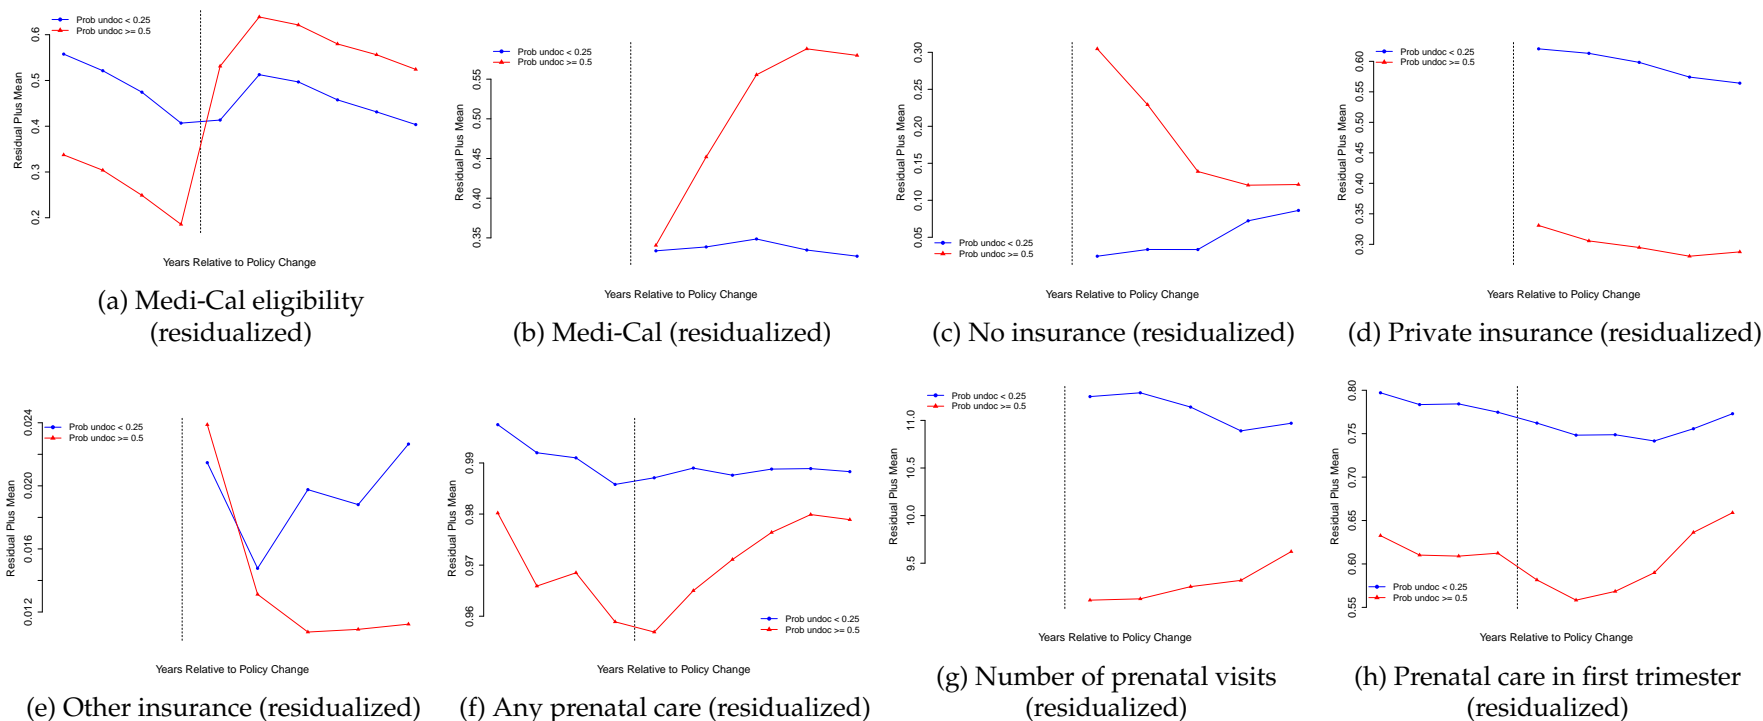 Prob undoc < 0.25
Prob undoc >= 0.5
Residual Plus Mean
0.6
0.5
0.4
0.3
0.2
Years Relative to Policy Change
(a) Medi-Cal eligibility
(residualized)
Prob undoc < 0.25
Prob undoc >= 0.5
Residual Plus Mean
0.55
0.50
0.45
0.40
0.35
Years Relative to Policy Change
(b) Medi-Cal (residualized)
Residual Plus Mean
0.30
0.25
0.20
0.15
0.10
0.05
Prob undoc < 0.25
Prob undoc >= 0.5
Years Relative to Policy Change
(c) No insurance (residualized)
Prob undoc < 0.25
Prob undoc >= 0.5
Residual Plus Mean
0.60
0.55
0.50
0.45
0.40
0.35
0.30
Years Relative to Policy Change
(d) Private insurance (residualized)
Prob undoc < 0.25
Prob undoc >= 0.5
Residual Plus Mean
0.024
0.020
0.016
0.012
Years Relative to Policy Change
(e) Other insurance (residualized)
Residual Plus Mean
0.99
0.98
0.97
0.96
Prob undoc < 0.25
Prob undoc >= 0.5
Years Relative to Policy Change
(f) Any prenatal care (residualized)
Prob undoc < 0.25
Prob undoc >= 0.5
Residual Plus Mean
11.0
10.5
10.0
9.5
Years Relative to Policy Change
(g) Number of prenatal visits
(residualized)
Residual Plus Mean
0.80
0.75
0.70
0.65
0.60
0.55
Prob undoc < 0.25
Prob undoc >= 0.5
Years Relative to Policy Change
(h) Prenatal care in first trimester
(residualized)